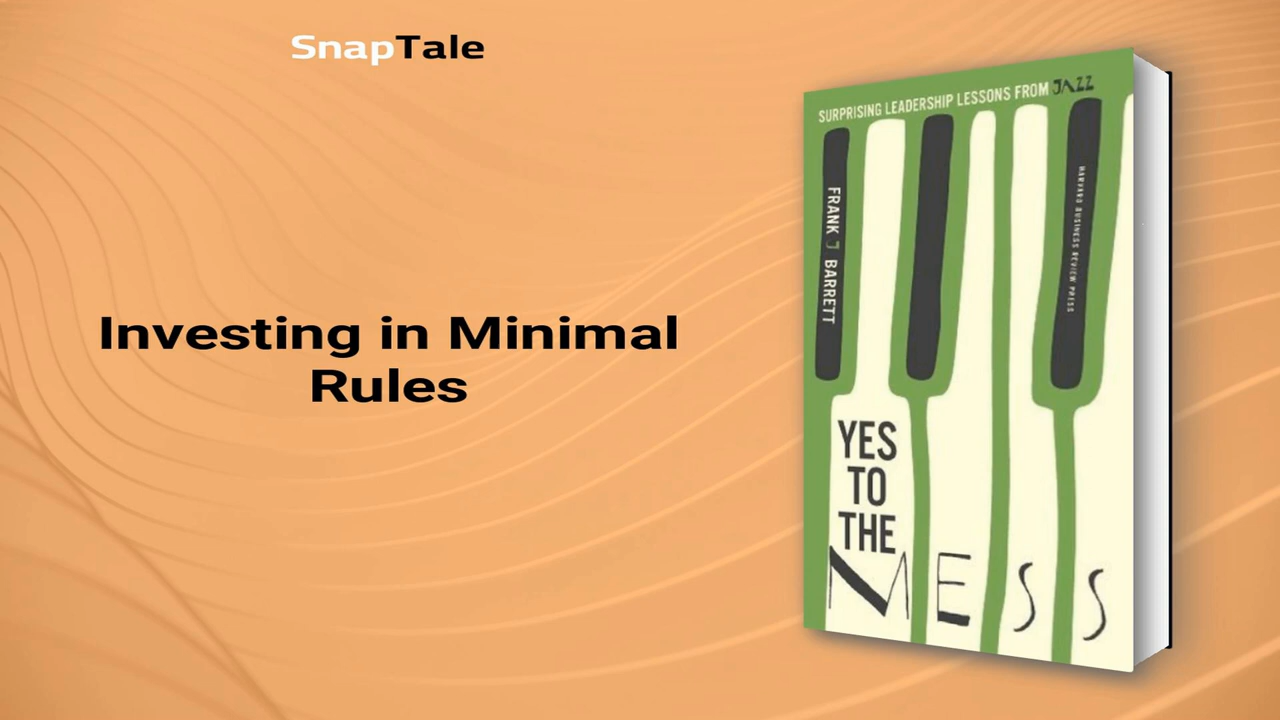 SnapTale
Investing in Minimal
Rules
SURPRISING LEADERSHIP LESSONS FROM JAZZ
FRANK J BARRETT
HARVARD BUSINESS REVIEW PRESS
YES
TO
THE
MESS